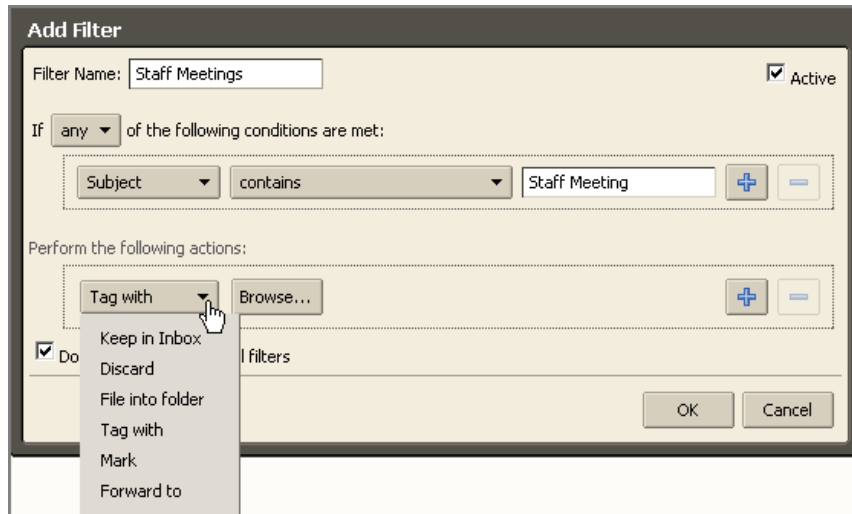 Add Filter
Filter Name: Staff Meetings Active
If any of the following conditions are met:
Subject contains Staff Meeting
Perform the following actions:
Tag with Browse...
Keep in Inbox
Do l filters
Discard
File into folder
OK Cancel
Tag with
Mark
Forward to